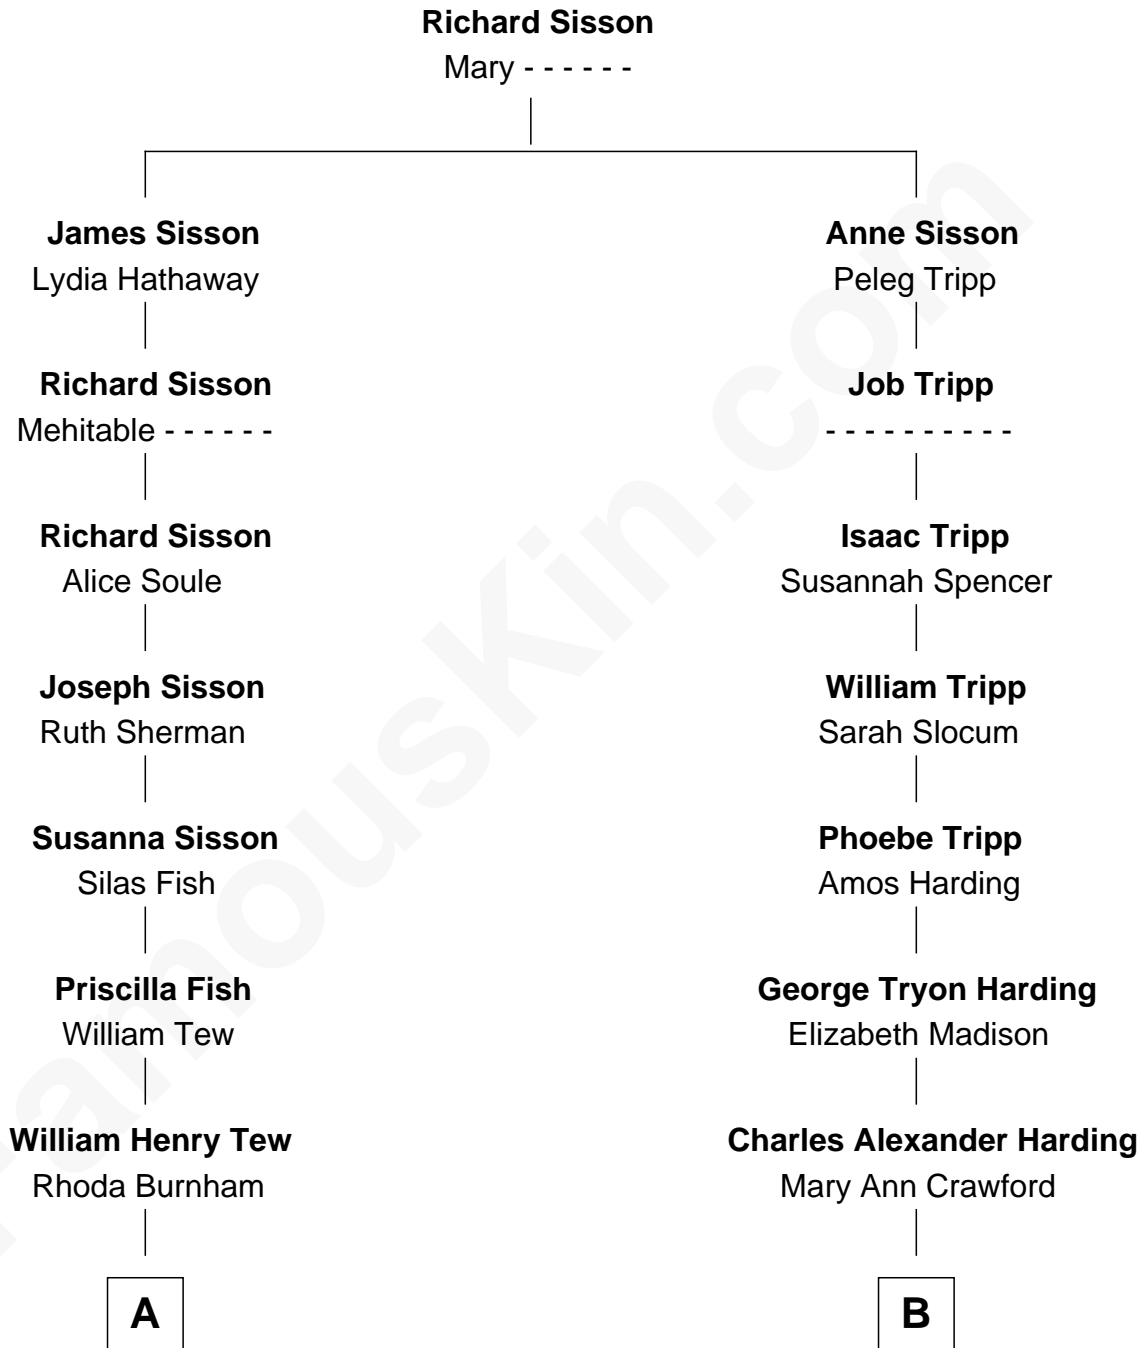 Richard Sisson
Mary - - - - - -
James Sisson
Lydia Hathaway
Anne Sisson
Peleg Tripp
Richard Sisson
Mehitable - - - - - -
Job Tripp
- - - - - - - - - -
Richard Sisson
Alice Soule
Isaac Tripp
Susannah Spencer
Joseph Sisson
Ruth Sherman
William Tripp
Sarah Slocum
Susanna Sisson
Silas Fish
Phoebe Tripp
Amos Harding
Priscilla Fish
William Tew
George Tryon Harding
Elizabeth Madison
William Henry Tew
Rhoda Burnham
Charles Alexander Harding
Mary Ann Crawford
A
B
FamousKin.com